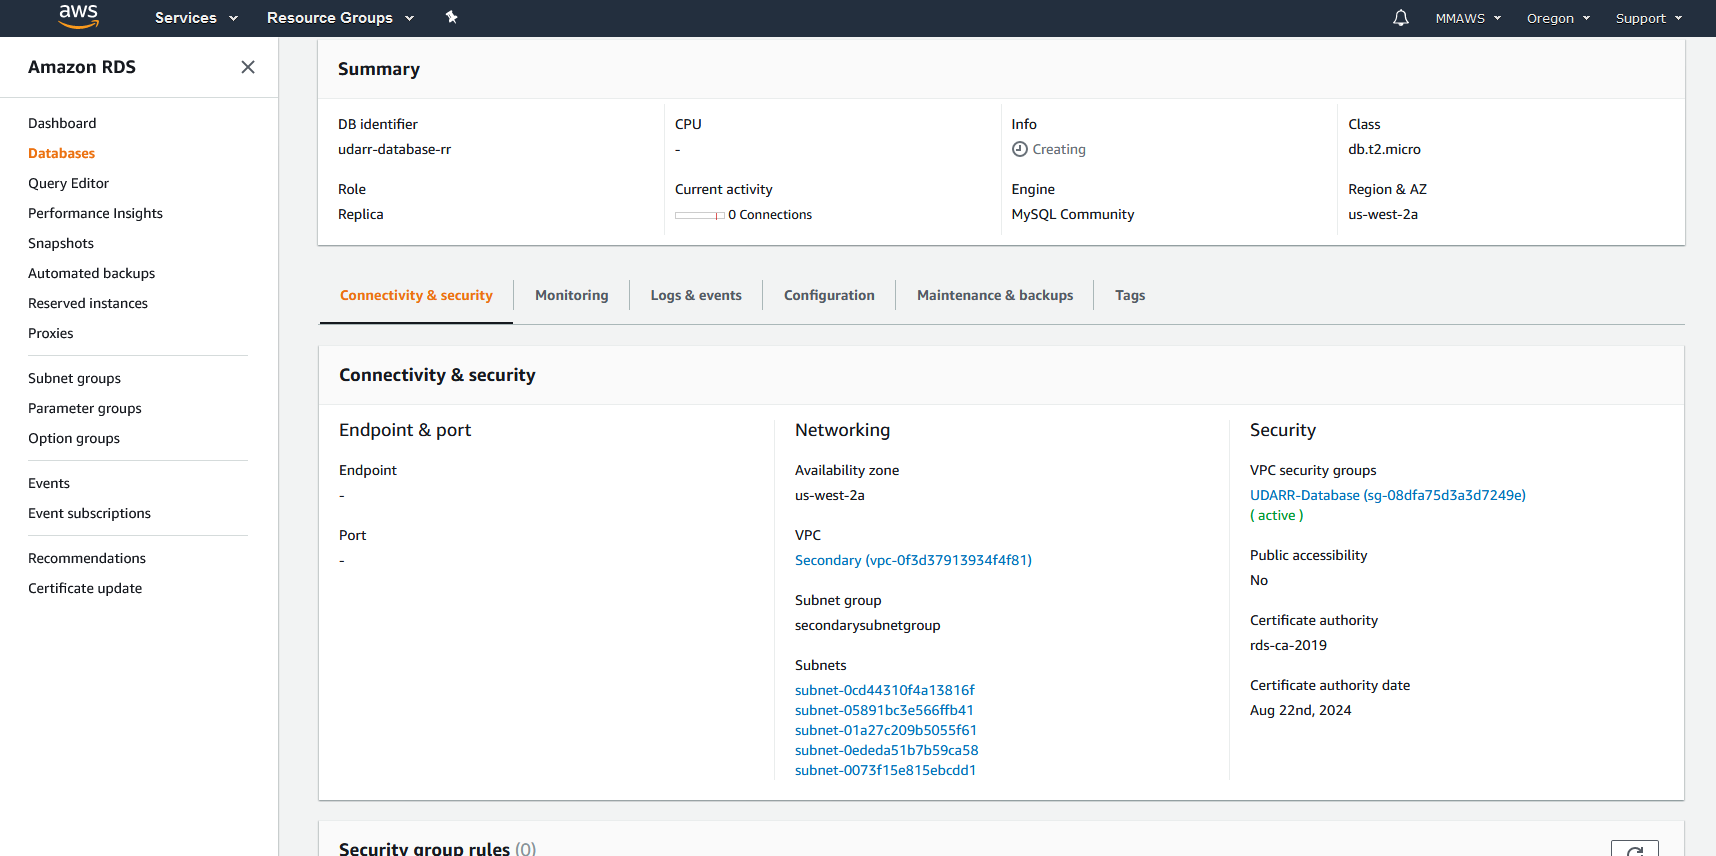 aws Services Resource Groups MMAWS Oregon Support
Amazon RDS
Dashboard
Databases
Query Editor
Performance Insights
Snapshots
Automated backups
Reserved instances
Proxies
Subnet groups
Parameter groups
Option groups
Events
Event subscriptions
Recommendations
Certificate update
Summary
DB identifier
udarr-database-rr
Role
Replica
CPU
-
Current activity
0 Connections
Info
Creating
Engine
MySQL Community
Class
db.t2.micro
Region & AZ
us-west-2a
Connectivity & security Monitoring Logs & events Configuration Maintenance & backups Tags
Connectivity & security
Endpoint & port
Endpoint
-
Port
-
Networking
Availability zone
us-west-2a
VPC
Secondary (vpc-0f3d37913934f4f81)
Subnet group
secondarysubnetgroup
Subnets
subnet-0cd44310f4a13816f
subnet-05891bc3e566ffb41
subnet-01a27c209b5055f61
subnet-0ededa51b7b59ca58
subnet-0073f15e815ebcdd1
Security
VPC security groups
UDARR-Database (sg-08dfa75d3a3d7249e)
( active )
Public accessibility
No
Certificate authority
rds-ca-2019
Certificate authority date
Aug 22nd, 2024
Security group rules (0)